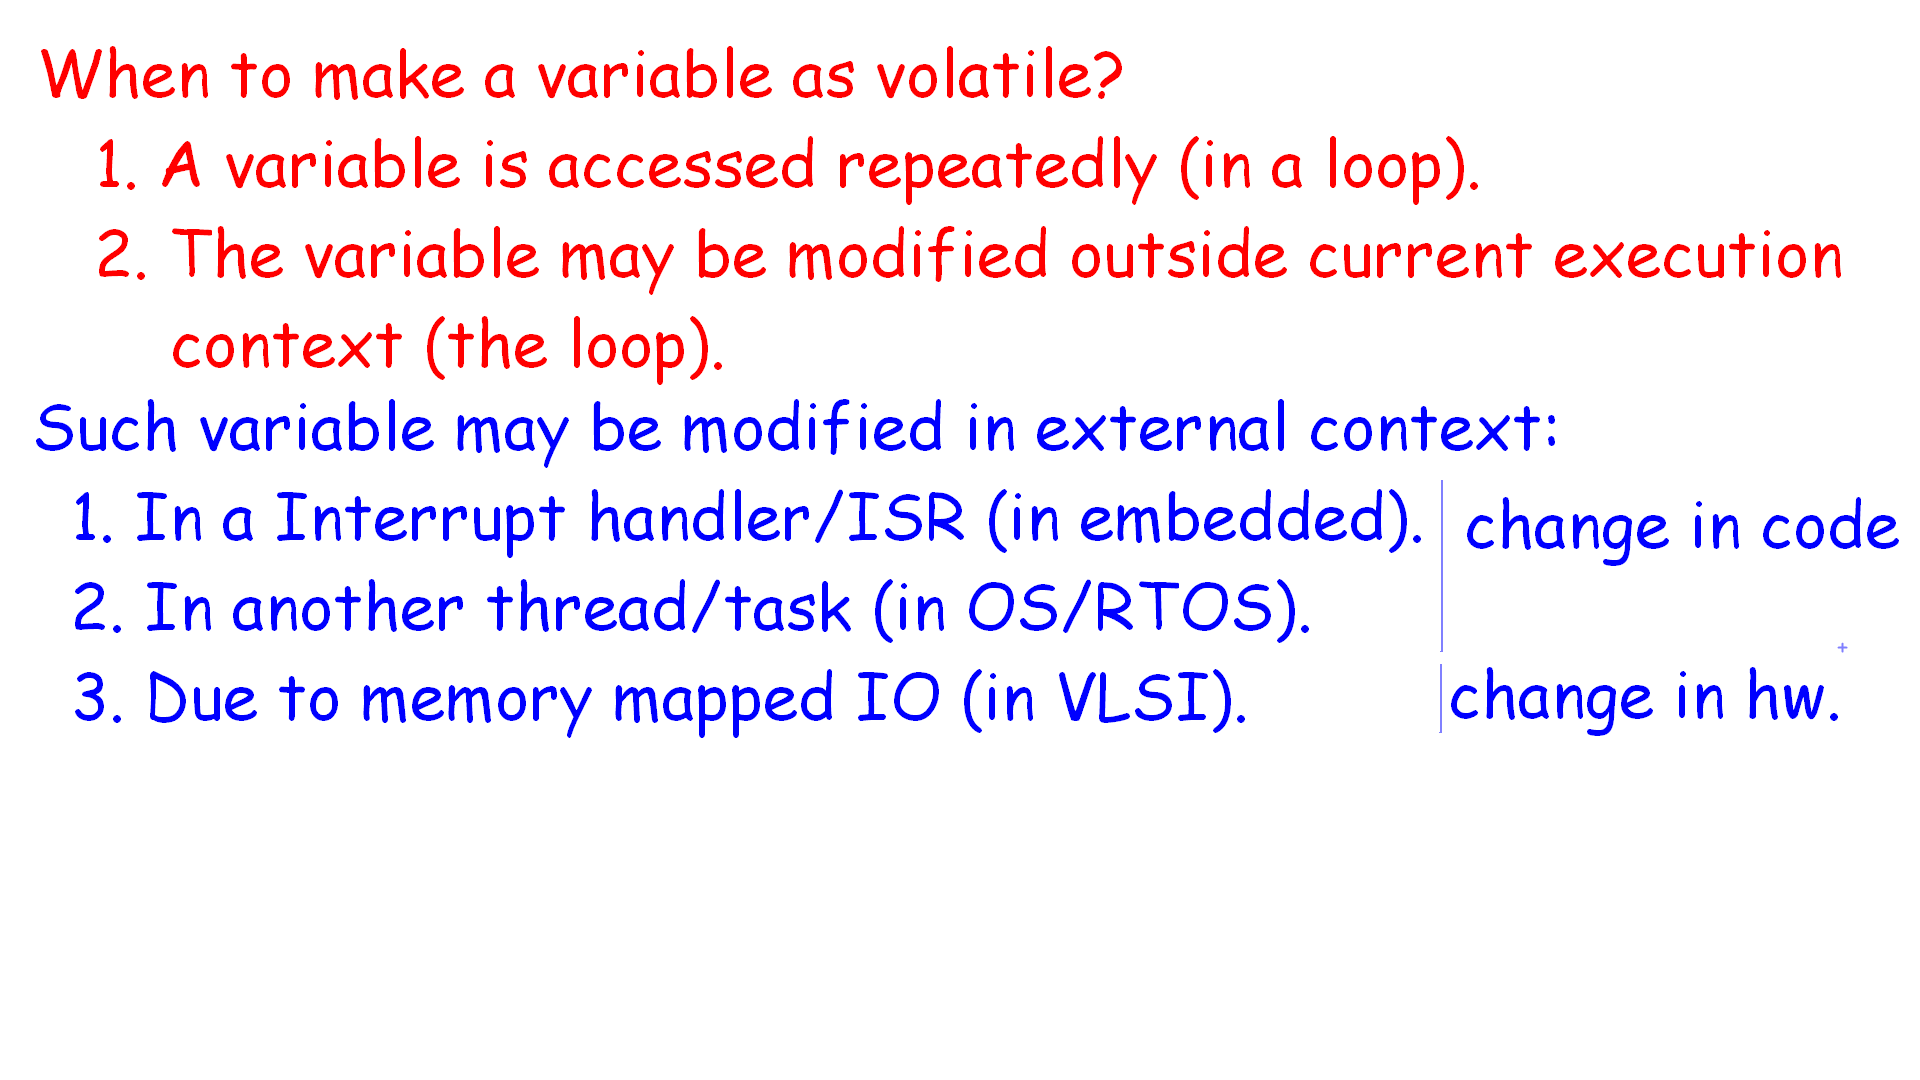 When to make a variable as volatile?
1. A variable is accessed repeatedly (in a loop).
2. The variable may be modified outside current execution
context (the loop).
Such variable may be modified in external context:
1. In a Interrupt handler/ISR (in embedded).
change in code
2. In another thread/task (in OS/RTOS).
3. Due to memory mapped IO (in VLSI).
change in hw.